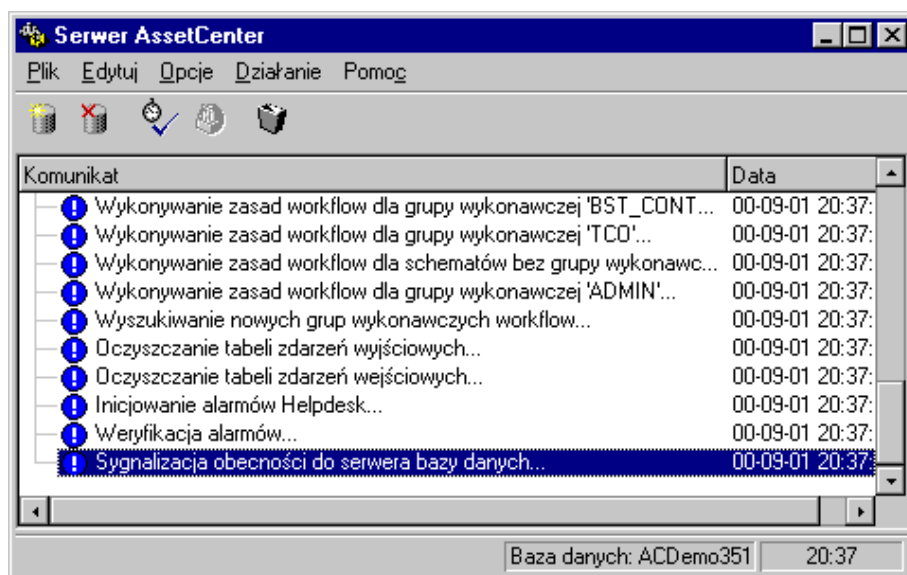 Serwer AssetCenter
Plik Edytuj Opcje Działanie Pomoc
Komunikat Data
Wykonywanie zasad workflow dla grupy wykonawczej 'BST_CONT... 00-09-01 20:37:
Wykonywanie zasad workflow dla grupy wykonawczej 'TCO'... 00-09-01 20:37:
Wykonywanie zasad workflow dla schematów bez grupy wykonawc... 00-09-01 20:37:
Wykonywanie zasad workflow dla grupy wykonawczej 'ADMIN'... 00-09-01 20:37:
Wyszukiwanie nowych grup wykonawczych workflow... 00-09-01 20:37:
Oczyszczanie tabeli zdarzeń wyjściowych... 00-09-01 20:37:
Oczyszczanie tabeli zdarzeń wejściowych... 00-09-01 20:37:
Inicjowanie alarmów Helpdesk... 00-09-01 20:37:
Weryfikacja alarmów... 00-09-01 20:37:
Sygnalizacja obecności do serwera bazy danych... 00-09-01 20:37:
Baza danych: ACDemo351 20:37